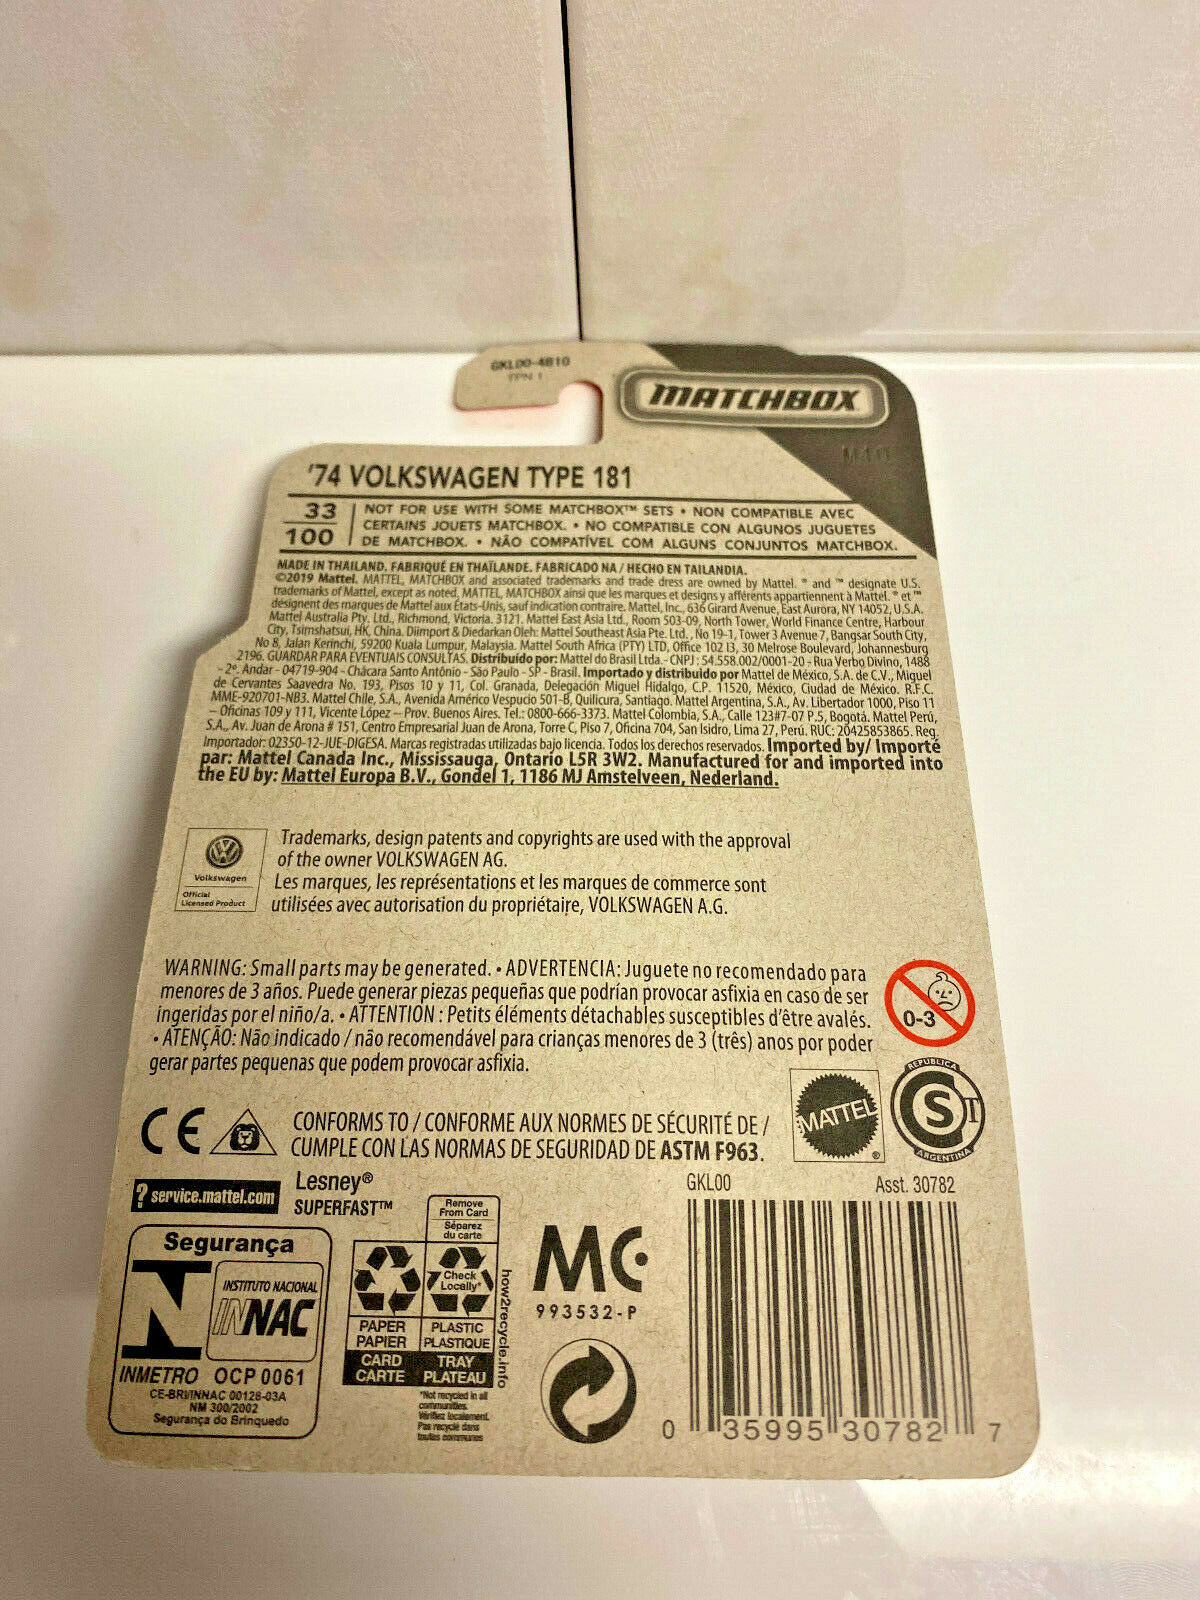 GKL00-4B10
TPN 1
MATCHBOX
'74 VOLKSWAGEN TYPE 181
33
100
NOT FOR USE WITH SOME MATCHBOX™ SETS • NON COMPATIBLE AVEC
CERTAINS JOUETS MATCHBOX. • NO COMPATIBLE CON ALGUNOS JUGUETES
DE MATCHBOX. • NÃO COMPATÍVEL COM ALGUNS CONJUNTOS MATCHBOX.
MADE IN THAILAND. FABRIQUÉ EN THAÏLANDE. FABRICADO NA / HECHO EN TAILANDIA.
©2019 Mattel. MATTEL, MATCHBOX and associated trademarks and trade dress are owned by Mattel. ® and ™ designate U.S.
trademarks of Mattel, except as noted. MATTEL, MATCHBOX ainsi que les marques et designs y afférents appartiennent à Mattel. ® et ™
désignent des marques de Mattel aux États-Unis, sauf indication contraire. Mattel, Inc., 636 Girard Avenue, East Aurora, NY 14052, U.S.A.
Mattel Australia Pty. Ltd., Richmond, Victoria. 3121. Mattel East Asia Ltd., Room 503-09, North Tower, World Finance Centre, Harbour
City, Tsimshatsui, HK, China. Diimport & Diedarkan Oleh: Mattel Southeast Asia Pte. Ltd., No 19-1, Tower 3 Avenue 7, Bangsar South City,
No 8, Jalan Kerinchi, 59200 Kuala Lumpur, Malaysia. Mattel South Africa (PTY) LTD, Office 102 I3, 30 Melrose Boulevard, Johannesburg
2196. GUARDAR PARA EVENTUAIS CONSULTAS. Distribuído por: Mattel do Brasil Ltda.- CNPJ : 54.558.002/0001-20 - Rua Verbo Divino, 1488
- 2º. Andar - 04719-904 - Chácara Santo Antônio - São Paulo - SP - Brasil. Importado y distribuido por Mattel de México, S.A. de C.V., Miguel
de Cervantes Saavedra No. 193, Pisos 10 y 11, Col. Granada, Delegación Miguel Hidalgo, C.P. 11520, México, Ciudad de México. R.F.C.
MME-920701-NB3. Mattel Chile, S.A., Avenida Américo Vespucio 501-B, Quilicura, Santiago. Mattel Argentina, S.A., Av. Libertador 1000, Piso 11
– Oficinas 109 y 111, Vicente López – Prov. Buenos Aires. Tel.: 0800-666-3373. Mattel Colombia, S.A., Calle 123#7-07 P.5, Bogotá. Mattel Perú,
S.A., Av. Juan de Arona # 151, Centro Empresarial Juan de Arona, Torre C, Piso 7, Oficina 704, San Isidro, Lima 27, Perú. RUC: 20425853865. Reg.
Importador: 02350-12-JUE-DIGESA. Marcas registradas utilizadas bajo licencia. Todos los derechos reservados. Imported by/ Importé
par: Mattel Canada Inc., Mississauga, Ontario L5R 3W2. Manufactured for and imported into
the EU by: Mattel Europa B.V., Gondel 1, 1186 MJ Amstelveen, Nederland.
Volkswagen
Official
Licensed Product
Trademarks, design patents and copyrights are used with the approval
of the owner VOLKSWAGEN AG.
Les marques, les représentations et les marques de commerce sont
utilisées avec autorisation du propriétaire, VOLKSWAGEN A.G.
WARNING: Small parts may be generated. • ADVERTENCIA: Juguete no recomendado para
menores de 3 años. Puede generar piezas pequeñas que podrían provocar asfixia en caso de ser
ingeridas por el niño/a. • ATTENTION : Petits éléments détachables susceptibles d'être avalés.
• ATENÇÃO: Não indicado / não recomendável para crianças menores de 3 (três) anos por poder
gerar partes pequenas que podem provocar asfixia.
0-3
CE
CONFORMS TO / CONFORME AUX NORMES DE SÉCURITÉ DE /
CUMPLE CON LAS NORMAS DE SEGURIDAD DE ASTM F963.
MATTEL ®
REPUBLICA
S T
ARGENTINA
? service.mattel.com
Lesney®
SUPERFAST™
GKL00
Asst. 30782
Segurança
INSTITUTO NACIONAL
INNAC
INMETRO OCP 0061
CE-BRI/INNAC 00128-03A
NM 300/2002
Segurança do Brinquedo
Remove
From Card
Séparez
du carte
Check
Locally*
PAPER
PAPIER
PLASTIC
PLASTIQUE
CARD
CARTE
TRAY
PLATEAU
*Not recycled in all
communities.
Vérifiez localement.
Pas recyclé dans
toutes communes
how2recycle.info
MC
993532-P
0 35995 30782 7